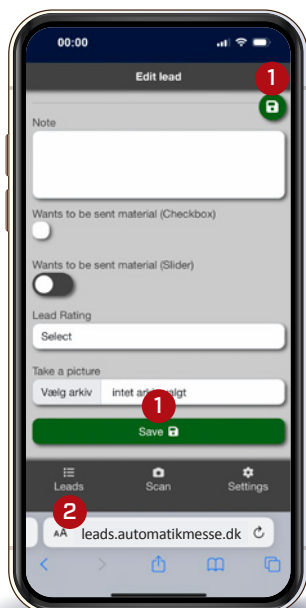 00:00
Edit lead
1
Note
Wants to be sent material (Checkbox)
Wants to be sent material (Slider)
Lead Rating
Select
Take a picture
Vælg arkiv intet valgt
1
Save
Leads Scan Settings
2
AA leads.automatikmesse.dk